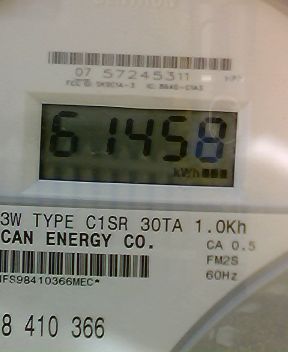 07 57245311
61458
kWh
3W TYPE C1SR 30TA 1.0Kh
CAN ENERGY CO.
CA 0.5
FM2S
60Hz
IFS98410366MEC*
8 410 366